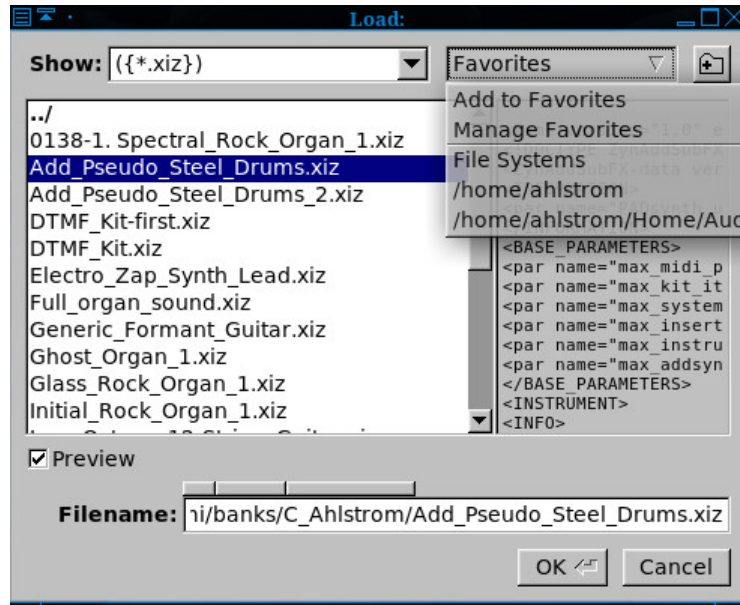 Load:
Show: ({*.xiz})
Favorites
Add to Favorites
Manage Favorites
File Systems
/home/ahlstrom
/home/ahlstrom/Home/Aud
../
0138-1. Spectral_Rock_Organ_1.xiz
Add_Pseudo_Steel_Drums.xiz
Add_Pseudo_Steel_Drums_2.xiz
DTMF_Kit-first.xiz
DTMF_Kit.xiz
Electro_Zap_Synth_Lead.xiz
Full_organ_sound.xiz
Generic_Formant_Guitar.xiz
Ghost_Organ_1.xiz
Glass_Rock_Organ_1.xiz
Initial_Rock_Organ_1.xiz
<BASE_PARAMETERS>
<par name="max_midi_p
<par name="max_kit_it
<par name="max_system
<par name="max_insert
<par name="max_instru
<par name="max_addsyn
</BASE_PARAMETERS>
<INSTRUMENT>
<INFO>
Preview
Filename: ni/banks/C_Ahlstrom/Add_Pseudo_Steel_Drums.xiz
OK
Cancel